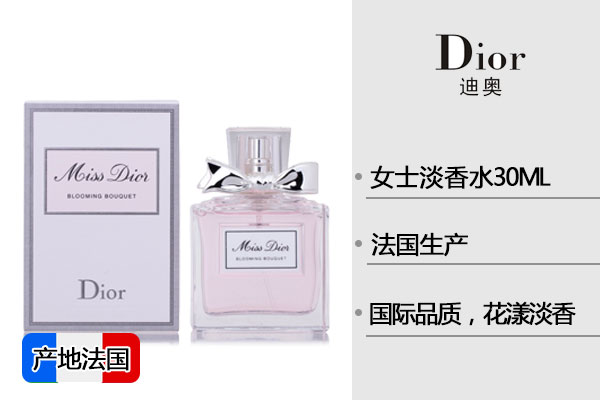 Miss Dior
BLOOMING BOUQUET
Dior
Miss Dior
BLOOMING BOUQUET
产地法国
Dior
迪奥
女士淡香水30ML
法国生产
国际品质，花漾淡香